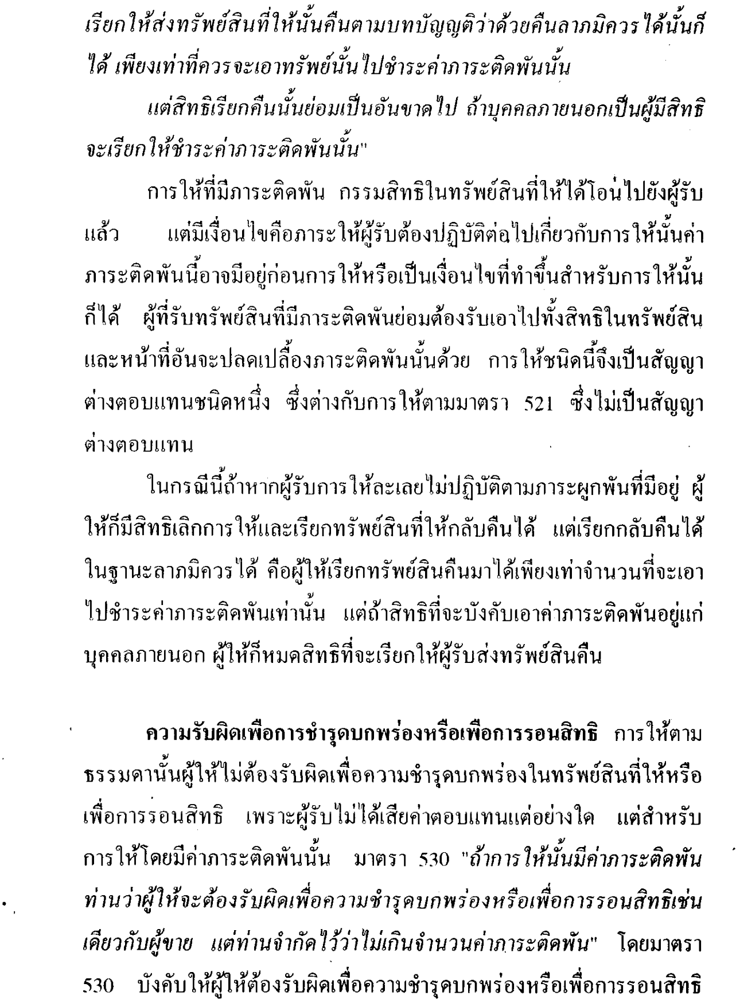 เรียกให้ส่งทรัพย์สินที่ให้นั้นคืนตามบทบัญญติว่าด้วยคืนลาภมิควรได้นั้นก็
ได้ เพียงเท่าที่ควรจะเอาทรัพย์นั้นไปชำระค่าภาระติดพันนั้น
แต่สิทธิเรียกคืนนั้นย่อมเป็นอันขาดไป ถ้าบุคคลภายนอกเป็นผู้มีสิทธิ
จะเรียกให้ชำระค่าภาระติดพันนั้น"
การให้ที่มีภาระติดพัน กรรมสิทธิในทรัพย์สินที่ให้ได้โอนไปยังผู้รับ
แล้ว แต่มีเงื่อนไขคือภาระให้ผู้รับต้องปฏิบัติต่อไปเกี่ยวกับการให้นั้นค่า
ภาระติดพันนี้อาจมีอยู่ก่อนการให้หรือเป็นเงื่อนไขที่ทำขึ้นสำหรับการให้นั้น
ก็ได้ ผู้ที่รับทรัพย์สินที่มีภาระติดพันย่อมต้องรับเอาไปทั้งสิทธิในทรัพย์สิน
และหน้าที่อันจะปลดเปลื้องภาระติดพันนั้นด้วย การให้ชนิดนี้จึงเป็นสัญญา
ต่างตอบแทนชนิดหนึ่ง ซึ่งต่างกับการให้ตามมาตรา 521 ซึ่งไม่เป็นสัญญา
ต่างตอบแทน
ในกรณีนี้ถ้าหากผู้รับการให้ละเลยไม่ปฏิบัติตามภาระผูกพันที่มีอยู่ ผู้
ให้ก็มีสิทธิเลิกการให้และเรียกทรัพย์สินที่ให้กลับคืนได้ แต่เรียกกลับคืนได้
ในฐานะลาภมิควรได้ คือผู้ให้เรียกทรัพย์สินคืนมาได้เพียงเท่าจำนวนที่จะเอา
ไปชำระค่าภาระติดพันเท่านั้น แต่ถ้าสิทธิที่จะบังคับเอาค่าภาระติดพันอยู่แก่
บุคคลภายนอก ผู้ให้ก็หมดสิทธิที่จะเรียกให้ผู้รับส่งทรัพย์สินคืน
ความรับผิดเพื่อการชำรุดบกพร่องหรือเพื่อการรอนสิทธิ การให้ตาม
ธรรมดานั้นผู้ให้ไม่ต้องรับผิดเพื่อความชำรุดบกพร่องในทรัพย์สินที่ให้หรือ
เพื่อการรอนสิทธิ เพราะผู้รับไม่ได้เสียค่าตอบแทนแต่อย่างใด แต่สำหรับ
การให้โดยมีค่าภาระติดพันนั้น มาตรา 530 "ถ้าการให้นั้นมีค่าภาระติดพัน
ท่านว่าผู้ให้จะต้องรับผิดเพื่อความชำรุดบกพร่องหรือเพื่อการรอนสิทธิเช่น
เดียวกับผู้ขาย แต่ท่านจำกัดไว้ว่าไม่เกินจำนวนค่าภาระติดพัน" โดยมาตรา
530 บังคับให้ผู้ให้ต้องรับผิดเพื่อความชำรุดบกพร่องหรือเพื่อการรอนสิทธิ